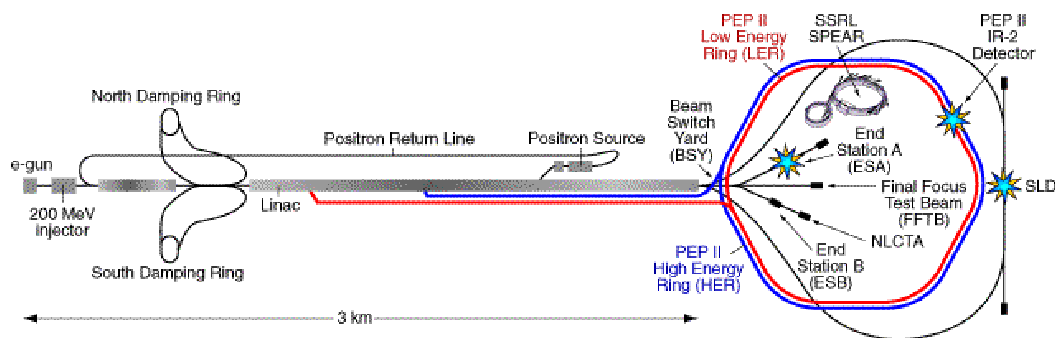 e-gun
200 MeV
injector
North Damping Ring
South Damping Ring
Positron Return Line
Positron Source
Linac
3 km
Beam
Switch
Yard
(BSY)
PEP II
Low Energy
Ring (LER)
PEP II
High Energy
Ring (HER)
SSRL
SPEAR
PEP II
IR-2
Detector
End
Station A
(ESA)
Final Focus
Test Beam
(FFTB)
NLCTA
End
Station B
(ESB)
SLD